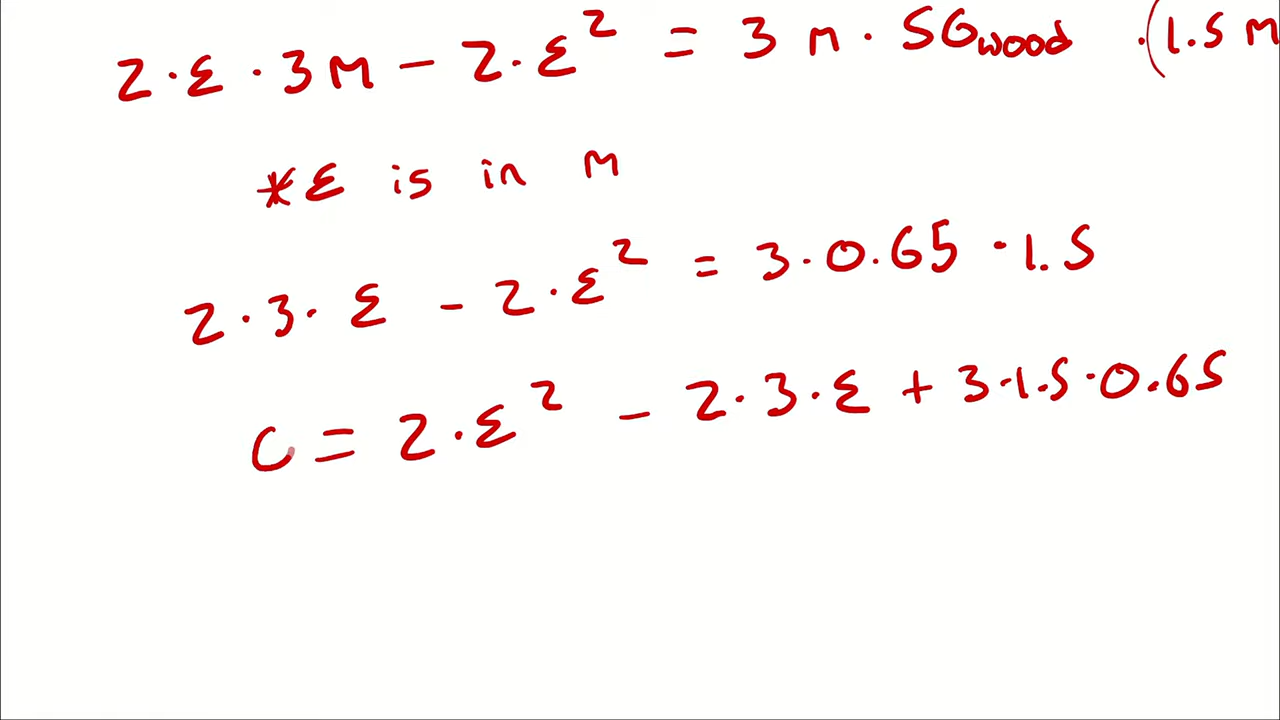 2·ε·3m - 2·ε² = 3 m · SGwood ·(1.5 m
*ε is in m
2·3·ε - 2·ε² = 3·0.65 ·1.5
0 = 2·ε² - 2·3·ε + 3·1.5·0.65